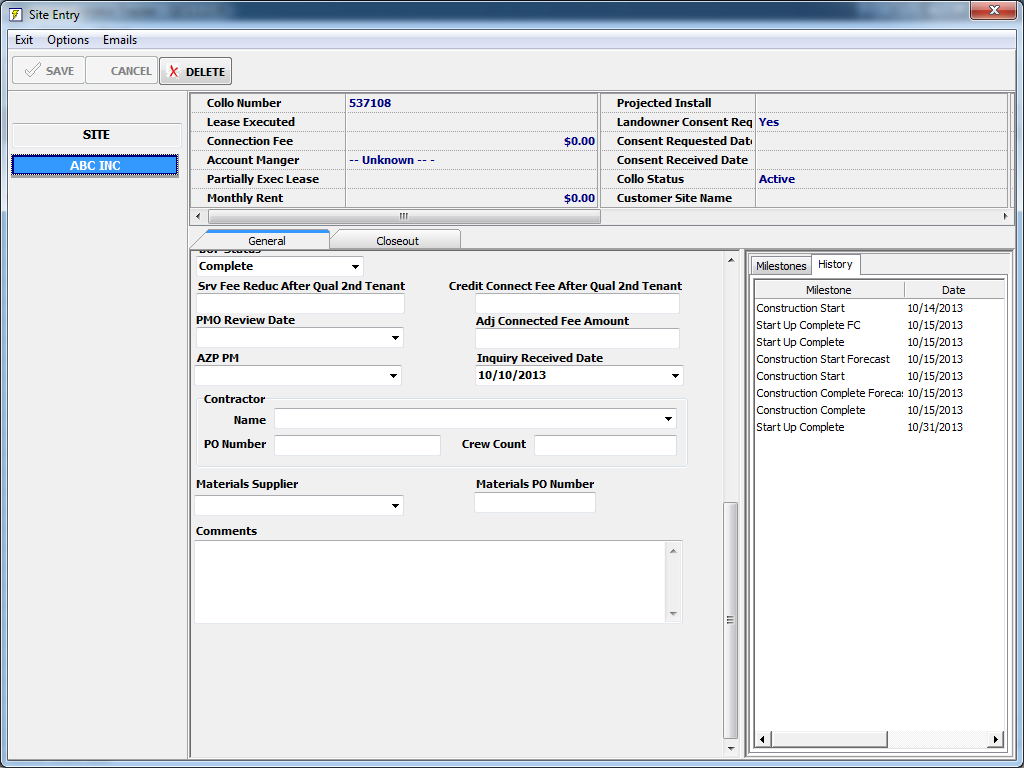 Site Entry
Exit Options Emails
SAVE CANCEL DELETE
SITE
ABC INC
Collo Number 537108
Lease Executed
Connection Fee $0.00
Account Manger -- Unknown -- -
Partially Exec Lease
Monthly Rent $0.00
Projected Install
Landowner Consent Req Yes
Consent Requested Date
Consent Received Date
Collo Status Active
Customer Site Name
General Closeout
Complete
Srv Fee Reduc After Qual 2nd Tenant Credit Connect Fee After Qual 2nd Tenant
PMO Review Date Adj Connected Fee Amount
AZP PM Inquiry Received Date
10/10/2013
Contractor
Name
PO Number Crew Count
Materials Supplier Materials PO Number
Comments
Milestones History
Milestone Date
Construction Start 10/14/2013
Start Up Complete FC 10/15/2013
Start Up Complete 10/15/2013
Construction Start Forecast 10/15/2013
Construction Start 10/15/2013
Construction Complete Forecas 10/15/2013
Construction Complete 10/15/2013
Start Up Complete 10/31/2013